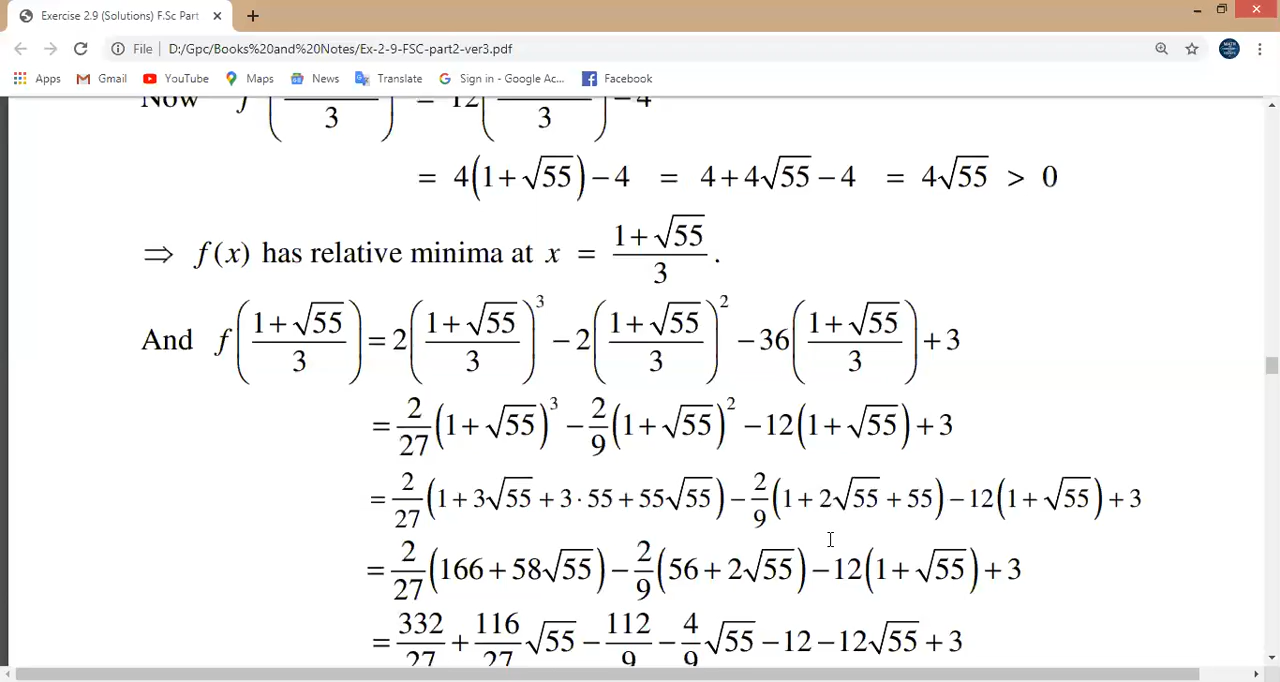 Exercise 2.9 (Solutions) F.Sc Part
File | D:/Gpc/Books%20and%20Notes/Ex-2-9-FSC-part2-ver3.pdf
Apps Gmail YouTube Maps News Translate Sign in - Google Ac... Facebook
Now f ( 3 ) = 12( 3 ) − 4
= 4(1+√55) − 4 = 4 + 4√55 − 4 = 4√55 > 0
⇒ f(x) has relative minima at x = (1+√55)/3 .
And f((1+√55)/3) = 2((1+√55)/3)³ − 2((1+√55)/3)² − 36((1+√55)/3) + 3
= 2/27 (1+√55)³ − 2/9 (1+√55)² − 12(1+√55) + 3
= 2/27 (1+3√55+3·55+55√55) − 2/9 (1+2√55+55) − 12(1+√55) + 3
= 2/27 (166+58√55) − 2/9 (56+2√55) − 12(1+√55) + 3
= 332/27 + 116/27 √55 − 112/9 − 4/9 √55 − 12 − 12√55 + 3